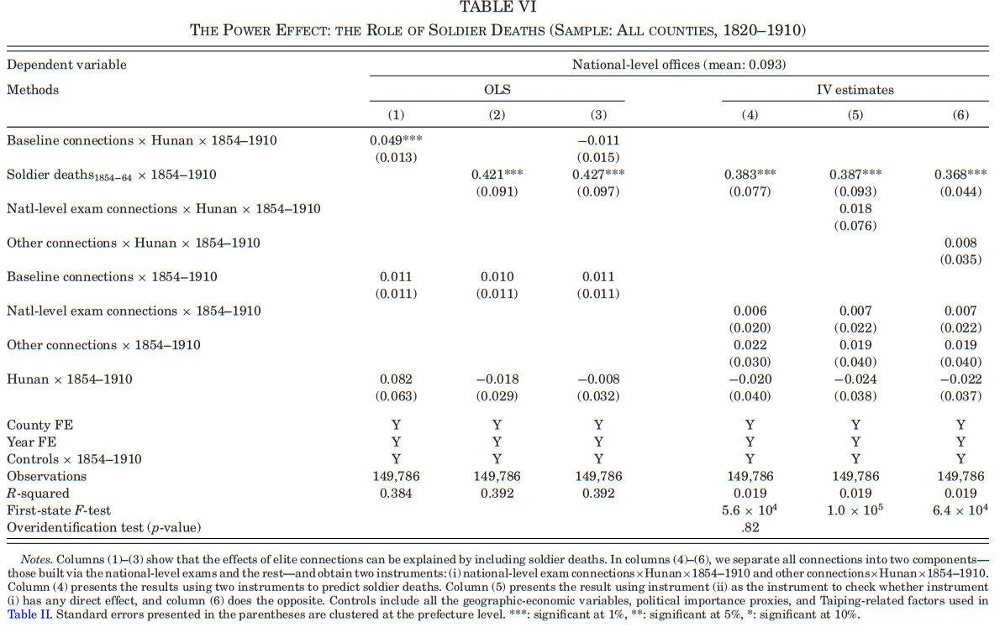 TABLE VI
THE POWER EFFECT: THE ROLE OF SOLDIER DEATHS (SAMPLE: ALL COUNTIES, 1820–1910)
Dependent variable National-level offices (mean: 0.093)
Methods OLS IV estimates
(1) (2) (3) (4) (5) (6)
Baseline connections × Hunan × 1854–1910 0.049*** −0.011
(0.013) (0.015)
Soldier deaths1854−64 × 1854–1910 0.421*** 0.427*** 0.383*** 0.387*** 0.368***
(0.091) (0.097) (0.077) (0.093) (0.044)
Natl-level exam connections × Hunan × 1854–1910 0.018
(0.076)
Other connections × Hunan × 1854–1910 0.008
(0.035)
Baseline connections × 1854–1910 0.011 0.010 0.011
(0.011) (0.011) (0.011)
Natl-level exam connections × 1854–1910 0.006 0.007 0.007
(0.020) (0.022) (0.022)
Other connections × 1854–1910 0.022 0.019 0.019
(0.030) (0.040) (0.040)
Hunan × 1854–1910 0.082 −0.018 −0.008 −0.020 −0.024 −0.022
(0.063) (0.029) (0.032) (0.040) (0.038) (0.037)
County FE Y Y Y Y Y Y
Year FE Y Y Y Y Y Y
Controls × 1854–1910 Y Y Y Y Y Y
Observations 149,786 149,786 149,786 149,786 149,786 149,786
R-squared 0.384 0.392 0.392 0.019 0.019 0.019
First-state F-test 5.6 × 10⁴ 1.0 × 10⁵ 6.4 × 10⁴
Overidentification test (p-value) .82
Notes. Columns (1)–(3) show that the effects of elite connections can be explained by including soldier deaths. In columns (4)–(6), we separate all connections into two components—
those built via the national-level exams and the rest—and obtain two instruments: (i) national-level exam connections×Hunan×1854–1910 and other connections×Hunan×1854–1910.
Column (4) presents the results using two instruments to predict soldier deaths. Column (5) presents the result using instrument (ii) as the instrument to check whether instrument
(i) has any direct effect, and column (6) does the opposite. Controls include all the geographic-economic variables, political importance proxies, and Taiping-related factors used in
Table II. Standard errors presented in the parentheses are clustered at the prefecture level. ***: significant at 1%, **: significant at 5%, *: significant at 10%.